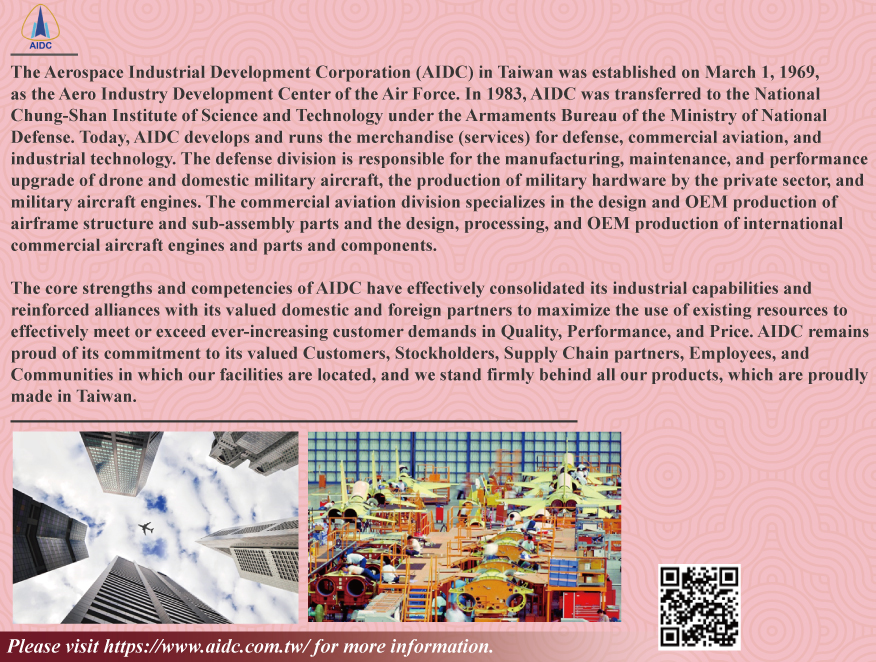 AIDC
The Aerospace Industrial Development Corporation (AIDC) in Taiwan was established on March 1, 1969,
as the Aero Industry Development Center of the Air Force. In 1983, AIDC was transferred to the National
Chung-Shan Institute of Science and Technology under the Armaments Bureau of the Ministry of National
Defense. Today, AIDC develops and runs the merchandise (services) for defense, commercial aviation, and
industrial technology. The defense division is responsible for the manufacturing, maintenance, and performance
upgrade of drone and domestic military aircraft, the production of military hardware by the private sector, and
military aircraft engines. The commercial aviation division specializes in the design and OEM production of
airframe structure and sub-assembly parts and the design, processing, and OEM production of international
commercial aircraft engines and parts and components.
The core strengths and competencies of AIDC have effectively consolidated its industrial capabilities and
reinforced alliances with its valued domestic and foreign partners to maximize the use of existing resources to
effectively meet or exceed ever-increasing customer demands in Quality, Performance, and Price. AIDC remains
proud of its commitment to its valued Customers, Stockholders, Supply Chain partners, Employees, and
Communities in which our facilities are located, and we stand firmly behind all our products, which are proudly
made in Taiwan.
Please visit https://www.aidc.com.tw/ for more information.